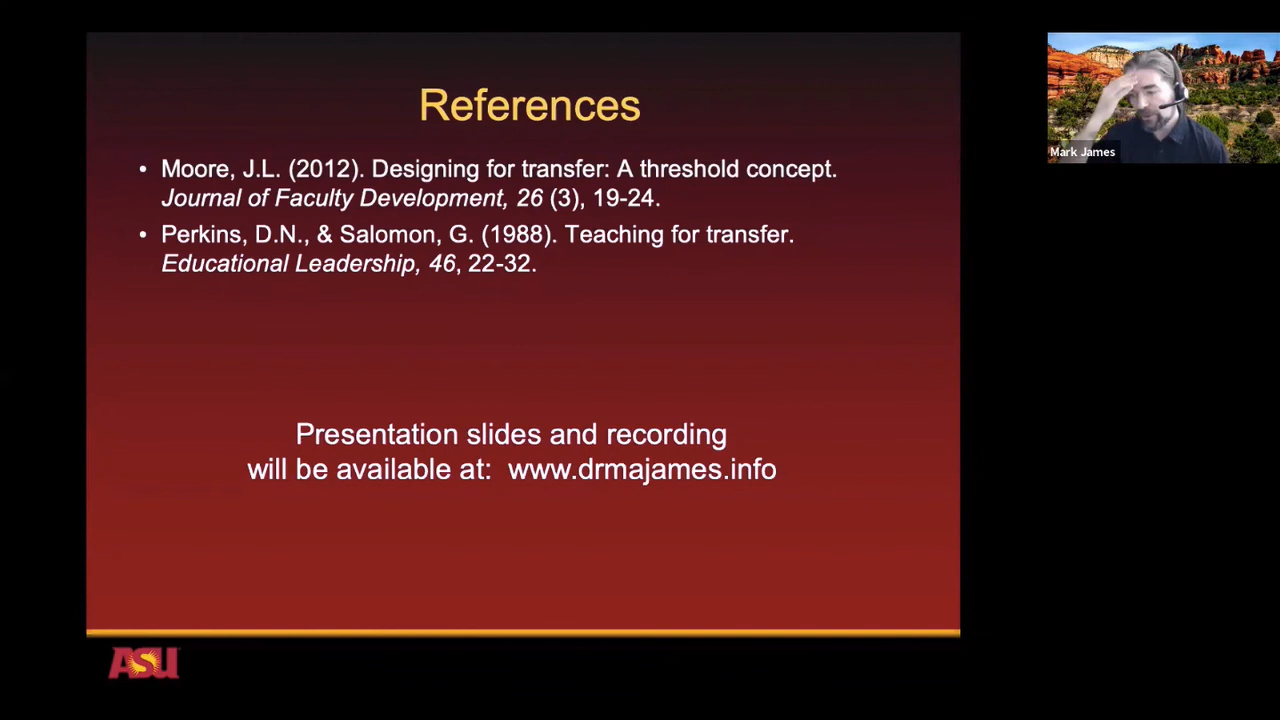 References
• Moore, J.L. (2012). Designing for transfer: A threshold concept.
Journal of Faculty Development, 26 (3), 19-24.
• Perkins, D.N., & Salomon, G. (1988). Teaching for transfer.
Educational Leadership, 46, 22-32.
Presentation slides and recording
will be available at: www.drmajames.info
ASU
Mark James